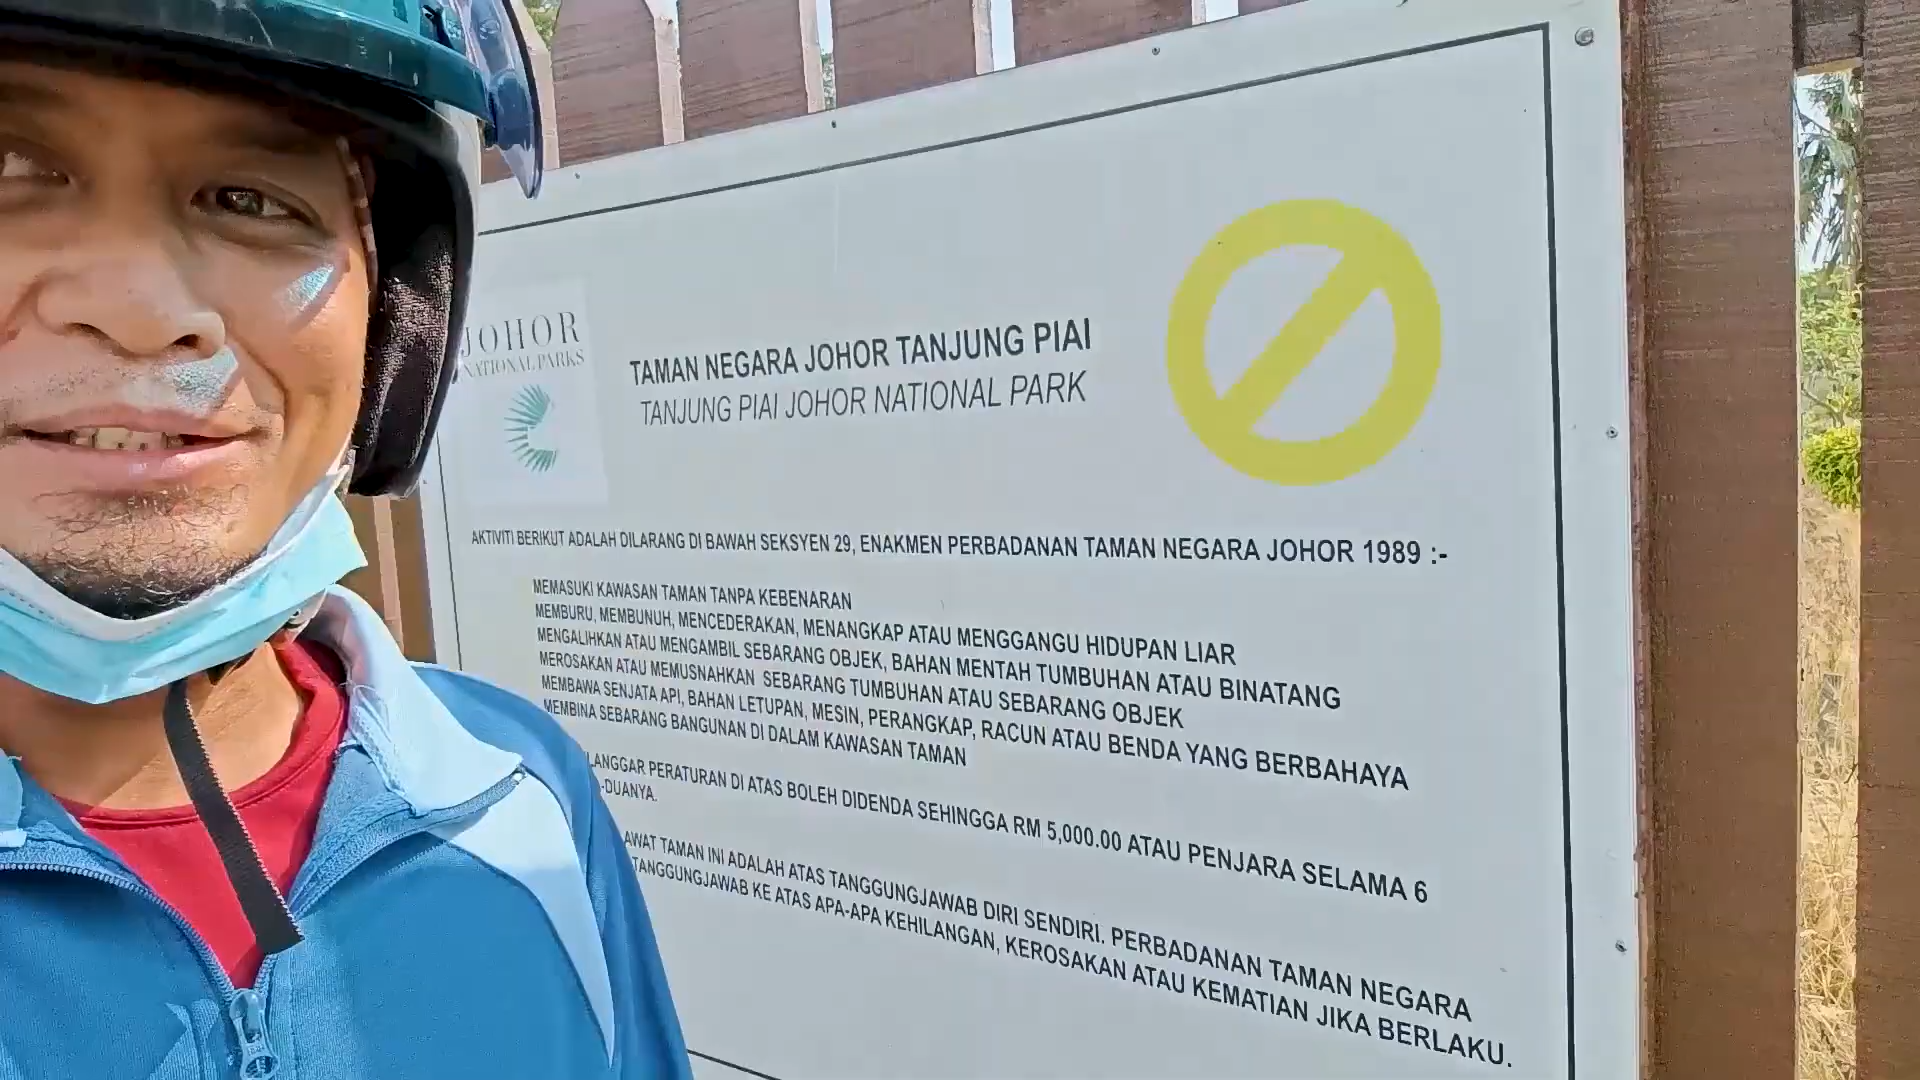 JOHOR
NATIONAL PARKS
TAMAN NEGARA JOHOR TANJUNG PIAI
TANJUNG PIAI JOHOR NATIONAL PARK
AKTIVITI BERIKUT ADALAH DILARANG DI BAWAH SEKSYEN 29, ENAKMEN PERBADANAN TAMAN NEGARA JOHOR 1989 :-
MEMASUKI KAWASAN TAMAN TANPA KEBENARAN
MEMBURU, MEMBUNUH, MENCEDERAKAN, MENANGKAP ATAU MENGGANGU HIDUPAN LIAR
MENGALIHKAN ATAU MENGAMBIL SEBARANG OBJEK, BAHAN MENTAH TUMBUHAN ATAU BINATANG
MEROSAKAN ATAU MEMUSNAHKAN SEBARANG TUMBUHAN ATAU SEBARANG OBJEK
MEMBAWA SENJATA API, BAHAN LETUPAN, MESIN, PERANGKAP, RACUN ATAU BENDA YANG BERBAHAYA
MEMBINA SEBARANG BANGUNAN DI DALAM KAWASAN TAMAN
LANGGAR PERATURAN DI ATAS BOLEH DIDENDA SEHINGGA RM 5,000.00 ATAU PENJARA SELAMA 6
-DUANYA.
AWAT TAMAN INI ADALAH ATAS TANGGUNGJAWAB DIRI SENDIRI. PERBADANAN TAMAN NEGARA
TANGGUNGJAWAB KE ATAS APA-APA KEHILANGAN, KEROSAKAN ATAU KEMATIAN JIKA BERLAKU.